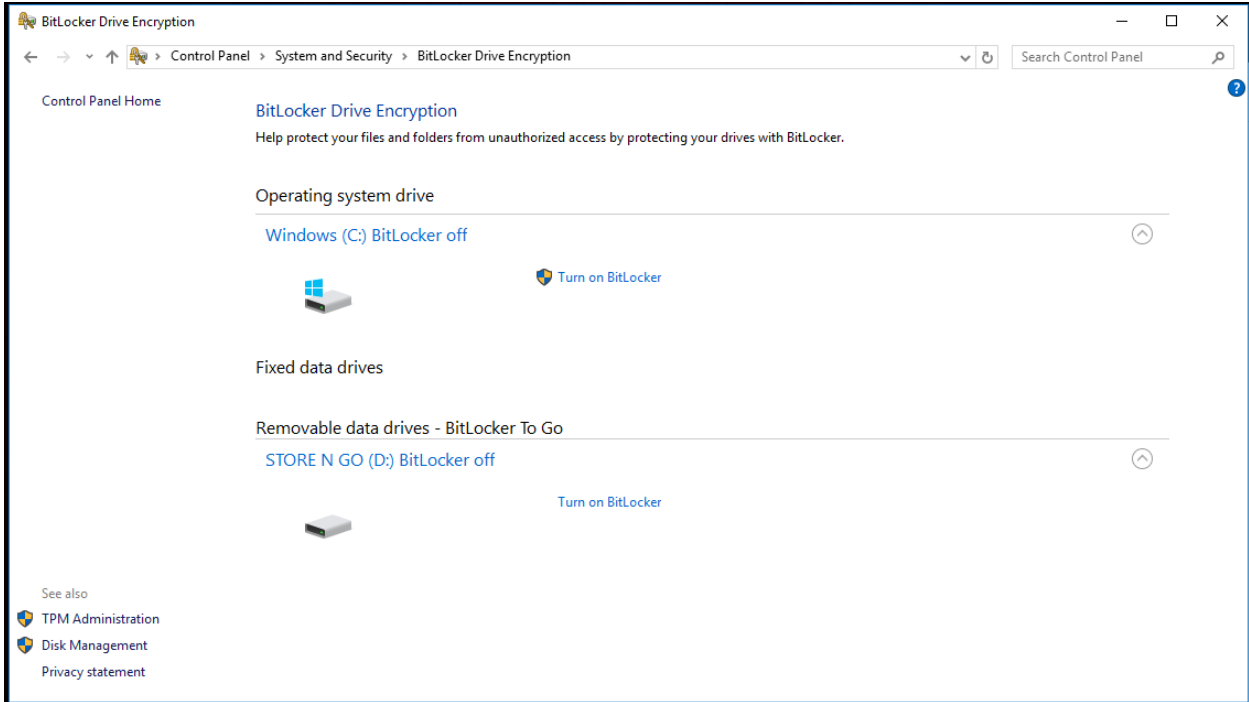 BitLocker Drive Encryption
Control Panel > System and Security > BitLocker Drive Encryption
Search Control Panel
Control Panel Home
BitLocker Drive Encryption
Help protect your files and folders from unauthorized access by protecting your drives with BitLocker.
Operating system drive
Windows (C:) BitLocker off
Turn on BitLocker
Fixed data drives
Removable data drives - BitLocker To Go
STORE N GO (D:) BitLocker off
Turn on BitLocker
See also
TPM Administration
Disk Management
Privacy statement